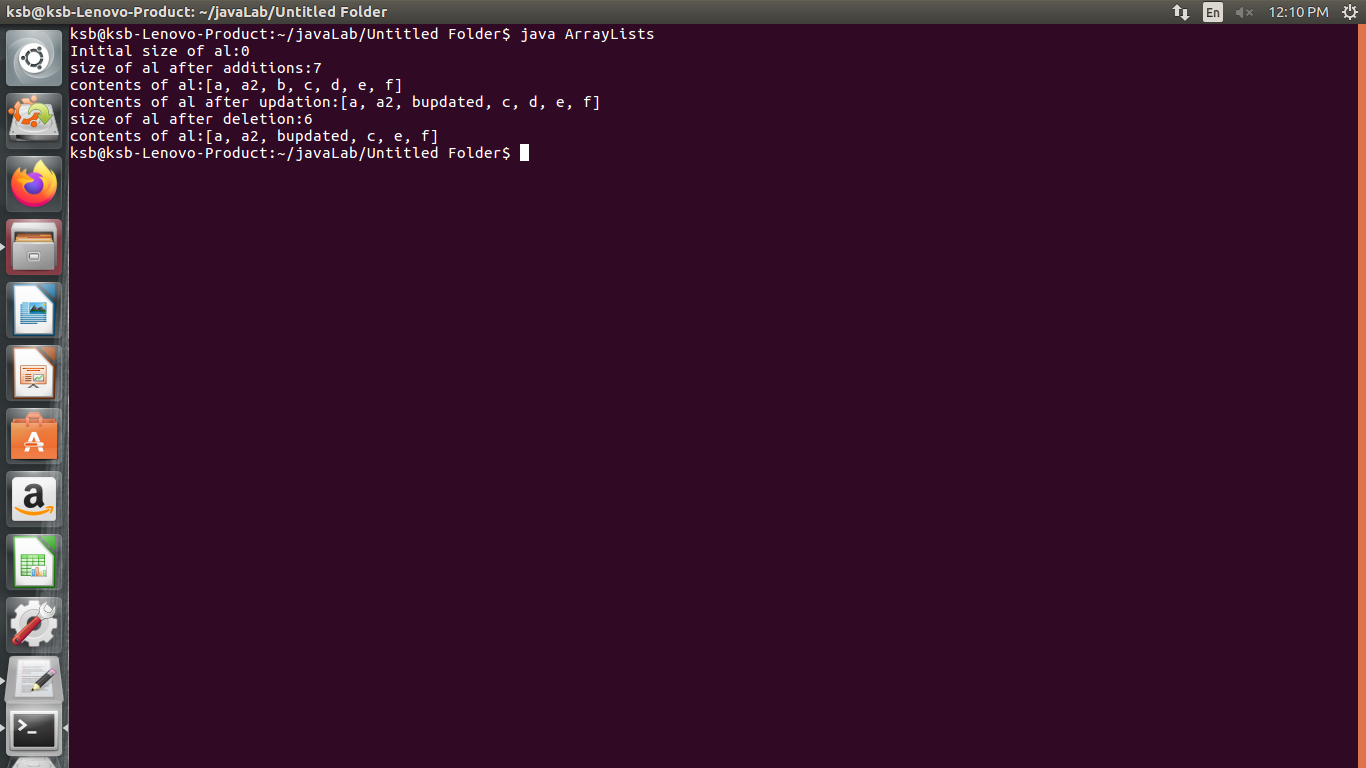 ksb@ksb-Lenovo-Product: ~/javaLab/Untitled Folder
En
12:10 PM
ksb@ksb-Lenovo-Product:~/javaLab/Untitled Folder$ java ArrayLists
Initial size of al:0
size of al after additions:7
contents of al:[a, a2, b, c, d, e, f]
contents of al after updation:[a, a2, bupdated, c, d, e, f]
size of al after deletion:6
contents of al:[a, a2, bupdated, c, e, f]
ksb@ksb-Lenovo-Product:~/javaLab/Untitled Folder$